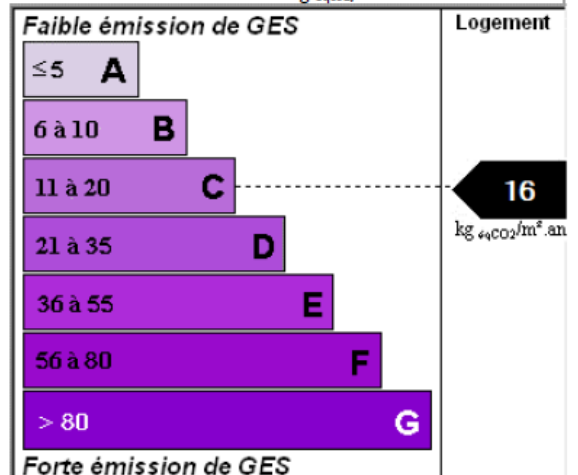 Faible émission de GES
Logement
≤5 A
6 à 10 B
11 à 20 C
16
kg éqCO2/m².an
21 à 35 D
36 à 55 E
56 à 80 F
> 80 G
Forte émission de GES